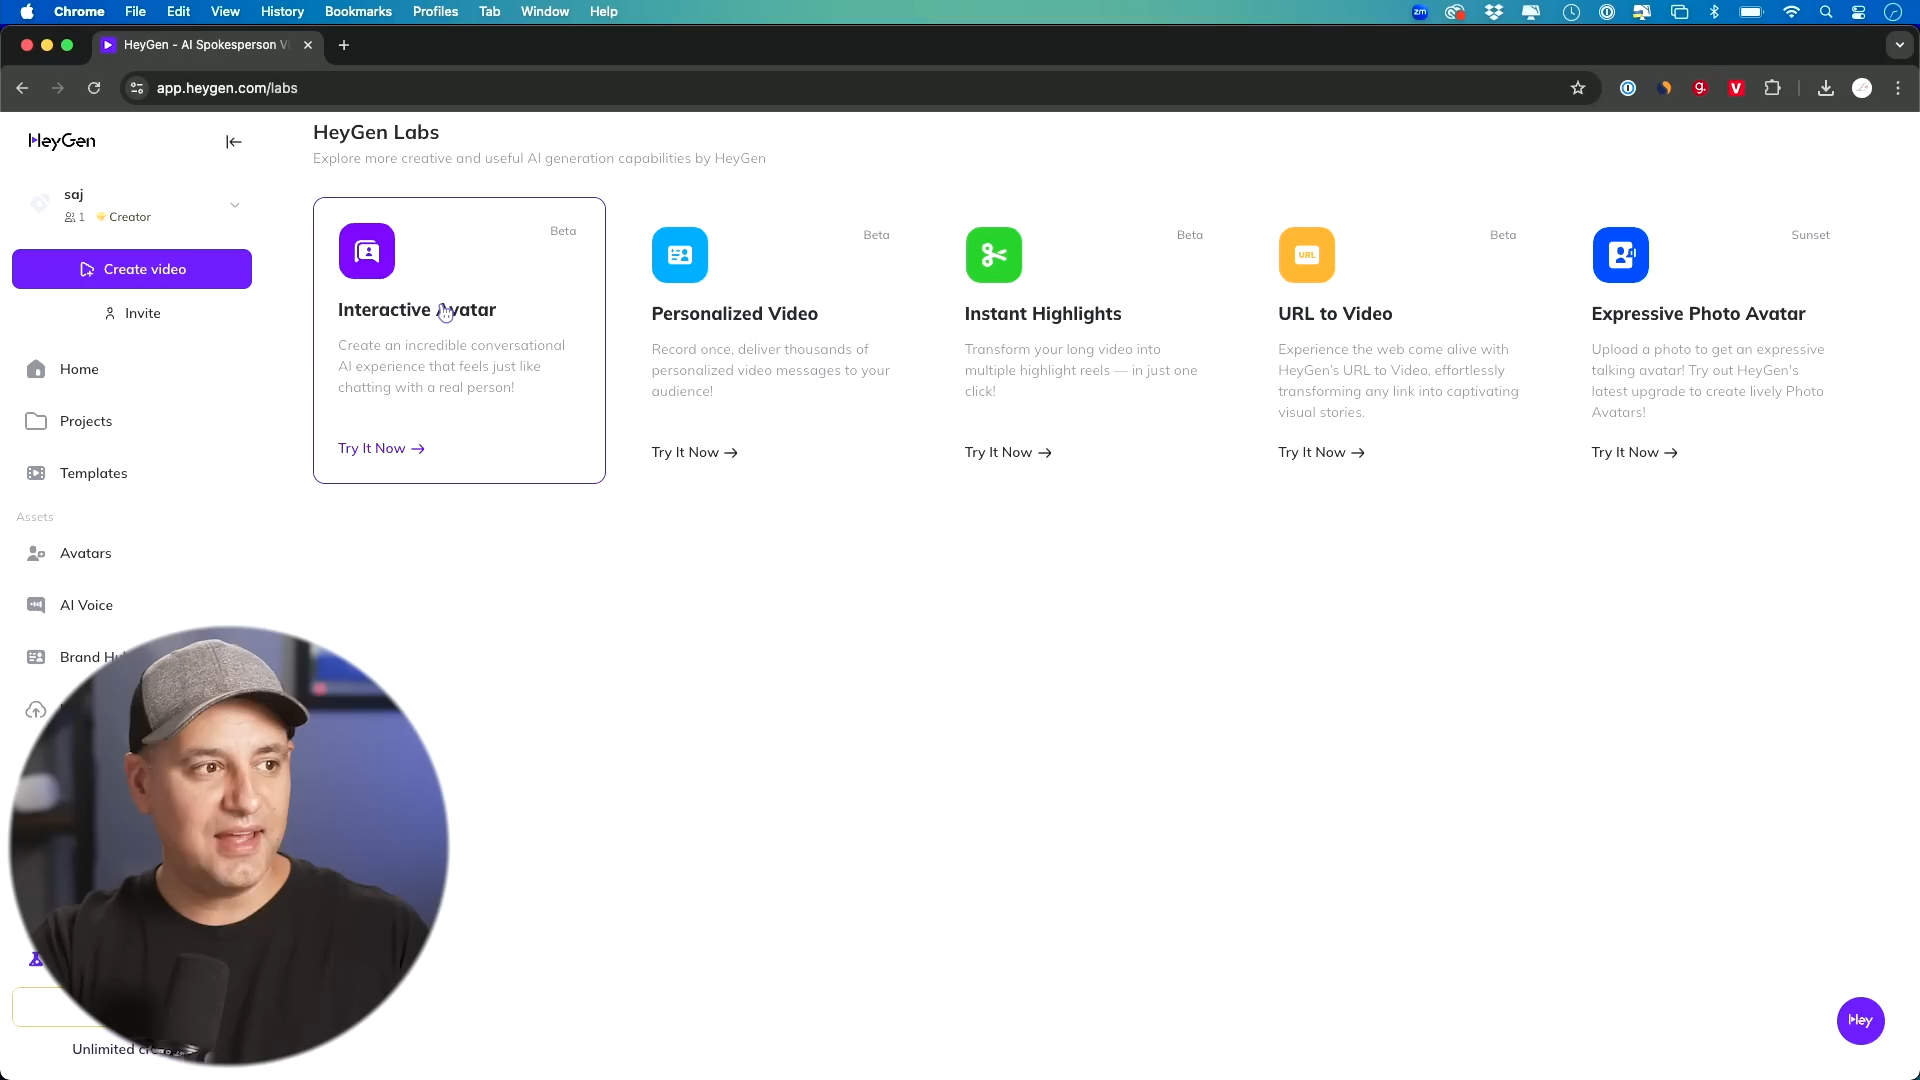 Chrome File Edit View History Bookmarks Profiles Tab Window Help
zm
HeyGen - AI Spokesperson Vi
app.heygen.com/labs
g.
V
HeyGen
saj
1 Creator
Create video
Invite
Home
Projects
Templates
Assets
Avatars
AI Voice
Brand
Unlimited
HeyGen Labs
Explore more creative and useful AI generation capabilities by HeyGen
Beta
Interactive Avatar
Create an incredible conversational
AI experience that feels just like
chatting with a real person!
Try It Now →
Beta
Personalized Video
Record once, deliver thousands of
personalized video messages to your
audience!
Try It Now →
Beta
Instant Highlights
Transform your long video into
multiple highlight reels — in just one
click!
Try It Now →
URL
Beta
URL to Video
Experience the web come alive with
HeyGen's URL to Video, effortlessly
transforming any link into captivating
visual stories.
Try It Now →
Sunset
Expressive Photo Avatar
Upload a photo to get an expressive
talking avatar! Try out HeyGen's
latest upgrade to create lively Photo
Avatars!
Try It Now →
Hey